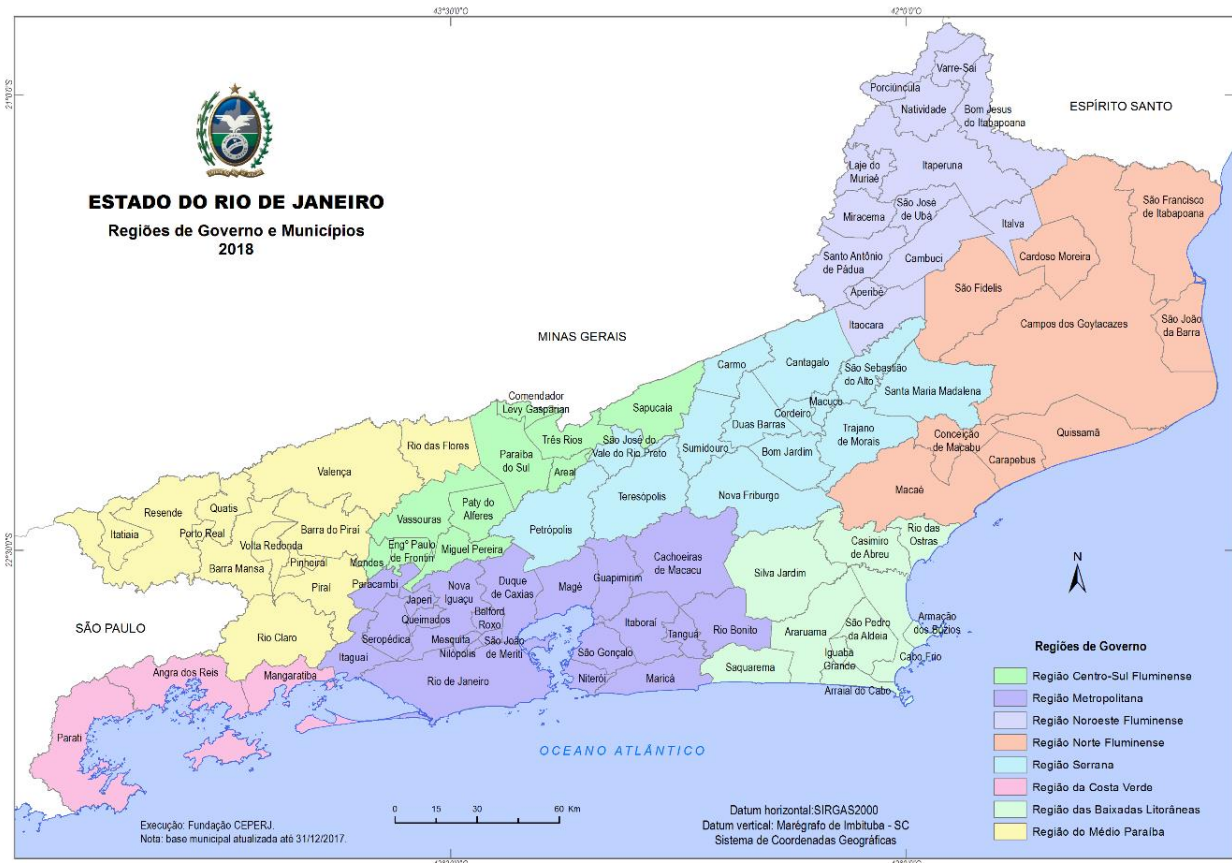 43°30'0"O
42°0'0"O
21°0'0"S
22°30'0"S
ESTADO DO RIO DE JANEIRO
Regiões de Governo e Municípios
2018
ESPÍRITO SANTO
MINAS GERAIS
SÃO PAULO
OCEANO ATLÂNTICO
Varre-Sai
Porciúncula
Natividade
Bom Jesus
do Itabapoana
Laje do
Muriaé
Itaperuna
São Francisco
de Itabapoana
Miracema
São José
de Ubá
Italva
Santo Antônio
de Pádua
Cambuci
Cardoso Moreira
Aperibé
São Fidelis
Itaocara
Campos dos Goytacazes
São João
da Barra
Carmo
Cantagalo
São Sebastião
do Alto
Santa Maria Madalena
Macuco
Cordeiro
Duas Barras
Trajano
de Morais
Sumidouro
Bom Jardim
Conceição
de Macabu
Quissamã
Carapebus
Macaé
Nova Friburgo
Comendador
Levy Gasparian
Sapucaia
Três Rios
São José do
Vale do Rio Preto
Paraíba
do Sul
Areal
Teresópolis
Petrópolis
Rio das Flores
Valença
Paty do
Alferes
Vassouras
Engº Paulo
de Frontin
Miguel Pereira
Mendes
Resende
Quatis
Itatiaia
Porto Real
Barra do Piraí
Volta Redonda
Pinheiral
Barra Mansa
Piraí
Rio Claro
Paracambi
Japeri
Nova
Iguaçu
Duque
de Caxias
Magé
Guapimirim
Cachoeiras
de Macacu
Queimados
Belford
Roxo
Seropédica
Mesquita
Nilópolis
São João
de Meriti
Itaguaí
Rio de Janeiro
Itaboraí
Tanguá
Rio Bonito
São Gonçalo
Niterói
Maricá
Casimiro
de Abreu
Rio das
Ostras
Silva Jardim
Araruama
São Pedro
da Aldeia
Armação
dos Búzios
Iguaba
Grande
Cabo Frio
Saquarema
Arraial do Cabo
Angra dos Reis
Mangaratiba
Parati
N
Regiões de Governo
Região Centro-Sul Fluminense
Região Metropolitana
Região Noroeste Fluminense
Região Norte Fluminense
Região Serrana
Região da Costa Verde
Região das Baixadas Litorâneas
Região do Médio Paraíba
0 15 30 60 Km
Execução: Fundação CEPERJ.
Nota: base municipal atualizada até 31/12/2017.
Datum horizontal:SIRGAS2000
Datum vertical: Marégrafo de Imbituba - SC
Sistema de Coordenadas Geográficas